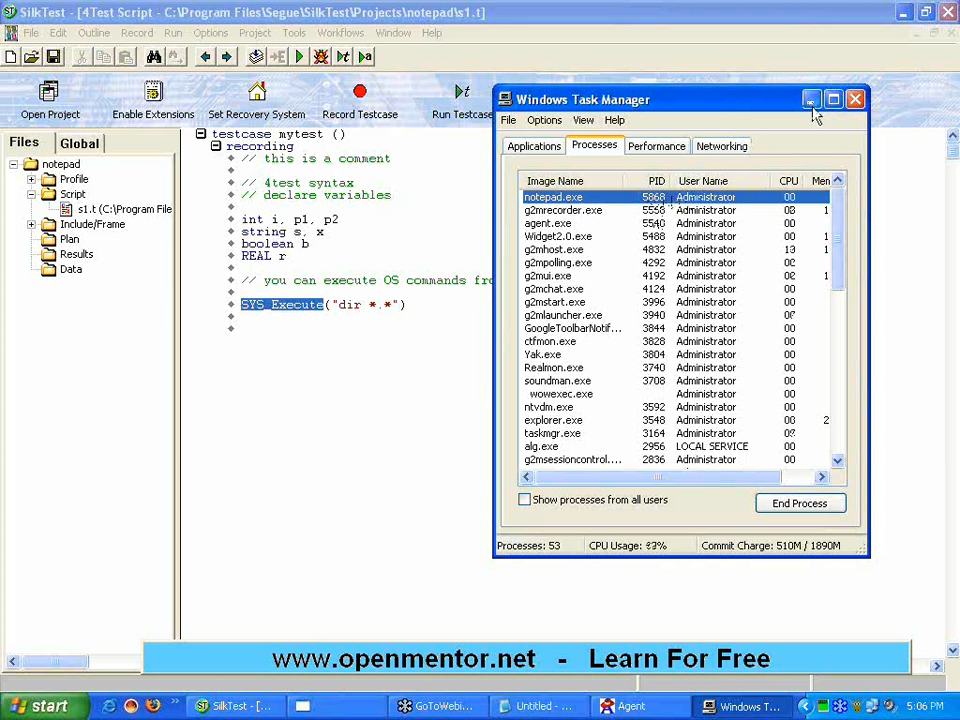 SilkTest - [4Test Script - C:\Program Files\Segue\SilkTest\Projects\notepad\s1.t]
File Edit Outline Record Run Options Project Tools Workflows Window Help
Open Project Enable Extensions Set Recovery System Record Testcase Run Testcase
Files Global
notepad
Profile
Script
s1.t (C:\Program File
Include/Frame
Plan
Results
Data
testcase mytest ()
recording
// this is a comment
// 4test syntax
// declare variables
int i, p1, p2
string s, x
boolean b
REAL r
// you can execute OS commands fro
SYS_Execute("dir *.*")
Windows Task Manager
File Options View Help
Applications Processes Performance Networking
Image Name PID User Name CPU Mem
notepad.exe 5868 Administrator 00
g2mrecorder.exe 5556 Administrator 1
agent.exe 5540 Administrator 00
Widget2.0.exe 5488 Administrator 00 1
g2mhost.exe 4832 Administrator 13 1
g2mpolling.exe 4292 Administrator
g2mui.exe 4192 Administrator 1
g2mchat.exe 4124 Administrator 00
g2mstart.exe 3996 Administrator 00
g2mlauncher.exe 3940 Administrator
GoogleToolbarNotif... 3844 Administrator 00
ctfmon.exe 3828 Administrator 00
Yak.exe 3804 Administrator 00
Realmon.exe 3740 Administrator 00
soundman.exe 3708 Administrator 00
wowexec.exe Administrator 00
ntvdm.exe 3592 Administrator 00
explorer.exe 3548 Administrator 00 2
taskmgr.exe 3164 Administrator
alg.exe 2956 LOCAL SERVICE 00
g2msessioncontrol.... 2836 Administrator 00
Show processes from all users
End Process
Processes: 53 CPU Usage: Commit Charge: 510M / 1890M
www.openmentor.net - Learn For Free
start SilkTest - [... GoToWebi... Untitled - ... Agent Windows T... 5:06 PM